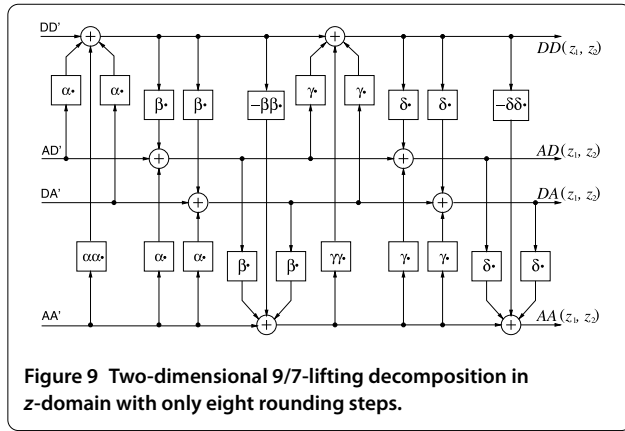 DD' DD(z₁, z₂)
α• α• β• β• -ββ• γ• γ• δ• δ• -δδ•
AD' AD(z₁, z₂)
DA' DA(z₁, z₂)
αα• α• α• β• β• γγ• γ• γ• δ• δ•
AA' AA(z₁, z₂)
Figure 9 Two-dimensional 9/7-lifting decomposition in
z-domain with only eight rounding steps.